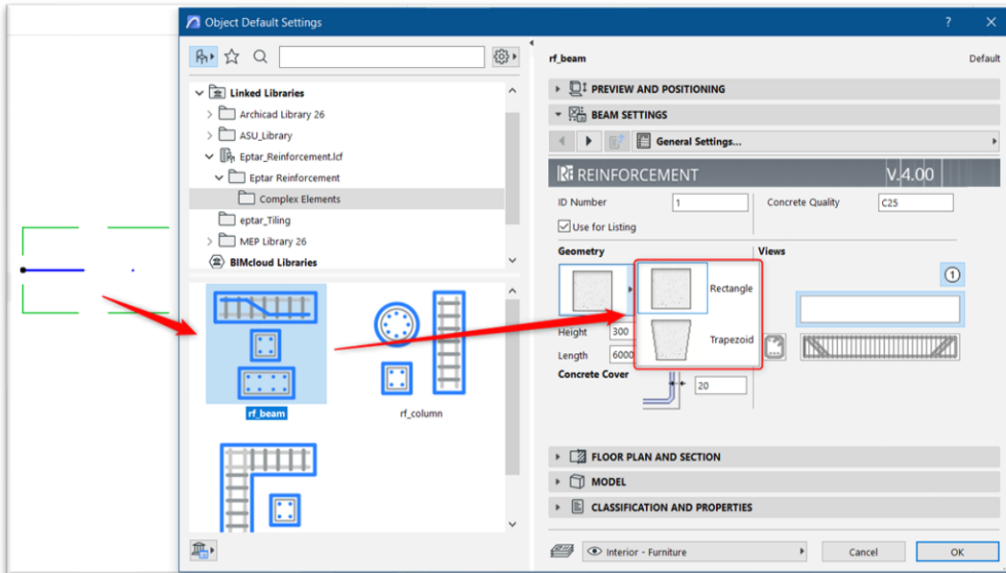 Object Default Settings
?
rf_beam
Default
Linked Libraries
Archicad Library 26
ASU_Library
Eptar_Reinforcement.lcf
Eptar Reinforcement
Complex Elements
eptar_Tiling
MEP Library 26
BIMcloud Libraries
rf_beam
rf_column
PREVIEW AND POSITIONING
BEAM SETTINGS
General Settings...
Rf REINFORCEMENT V.4.00
ID Number 1 Concrete Quality C25
Use for Listing
Geometry Views
1
Rectangle
Trapezoid
Height 300
Length 6000
Concrete Cover
20
FLOOR PLAN AND SECTION
MODEL
CLASSIFICATION AND PROPERTIES
Interior - Furniture
Cancel
OK